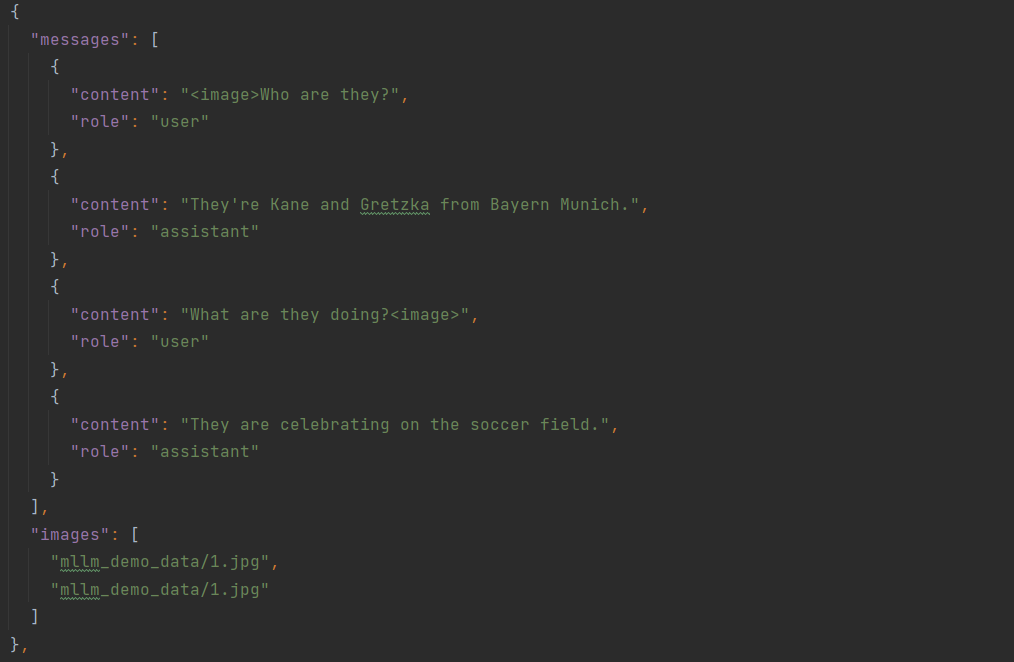 {
"messages": [
{
"content": "<image>Who are they?",
"role": "user"
},
{
"content": "They're Kane and Gretzka from Bayern Munich.",
"role": "assistant"
},
{
"content": "What are they doing?<image>",
"role": "user"
},
{
"content": "They are celebrating on the soccer field.",
"role": "assistant"
}
],
"images": [
"mllm_demo_data/1.jpg",
"mllm_demo_data/1.jpg"
]
},